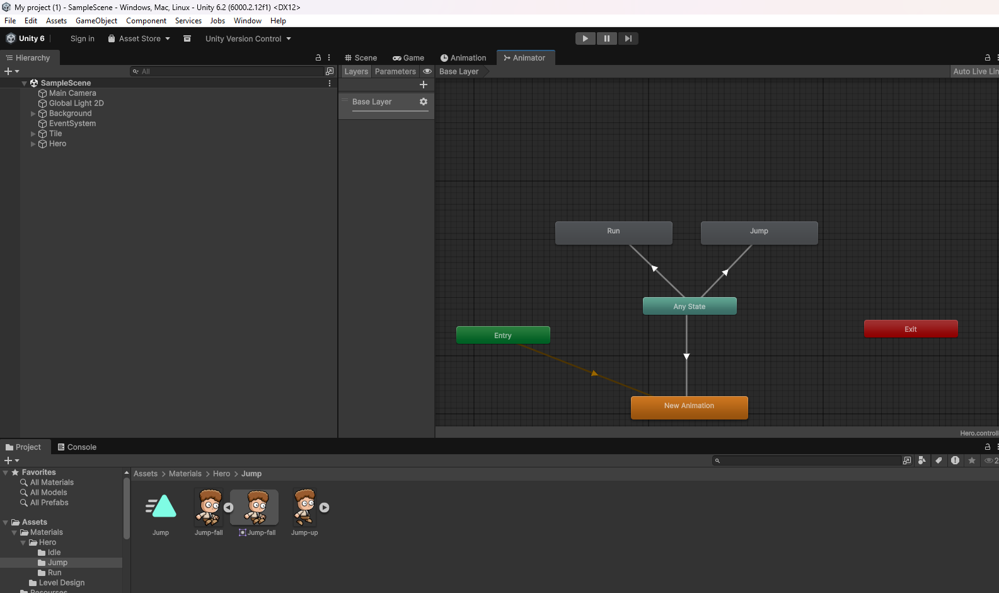 My project (1) - SampleScene - Windows, Mac, Linux - Unity 6.2 (6000.2.12f1) <DX12>
File Edit Assets GameObject Component Services Jobs Window Help
Unity 6 Sign in Asset Store Unity Version Control
Hierarchy
All
SampleScene
Main Camera
Global Light 2D
Background
EventSystem
Tile
Hero
Scene Game Animation Animator
Layers Parameters Base Layer Auto Live Lin
Base Layer
Run
Jump
Any State
Entry
Exit
New Animation
Hero.controll
Project Console
Favorites
All Materials
All Models
All Prefabs
Assets
Materials
Hero
Idle
Jump
Run
Level Design
Resources
2
Assets > Materials > Hero > Jump
Jump
Jump-fall
Jump-fall
Jump-up